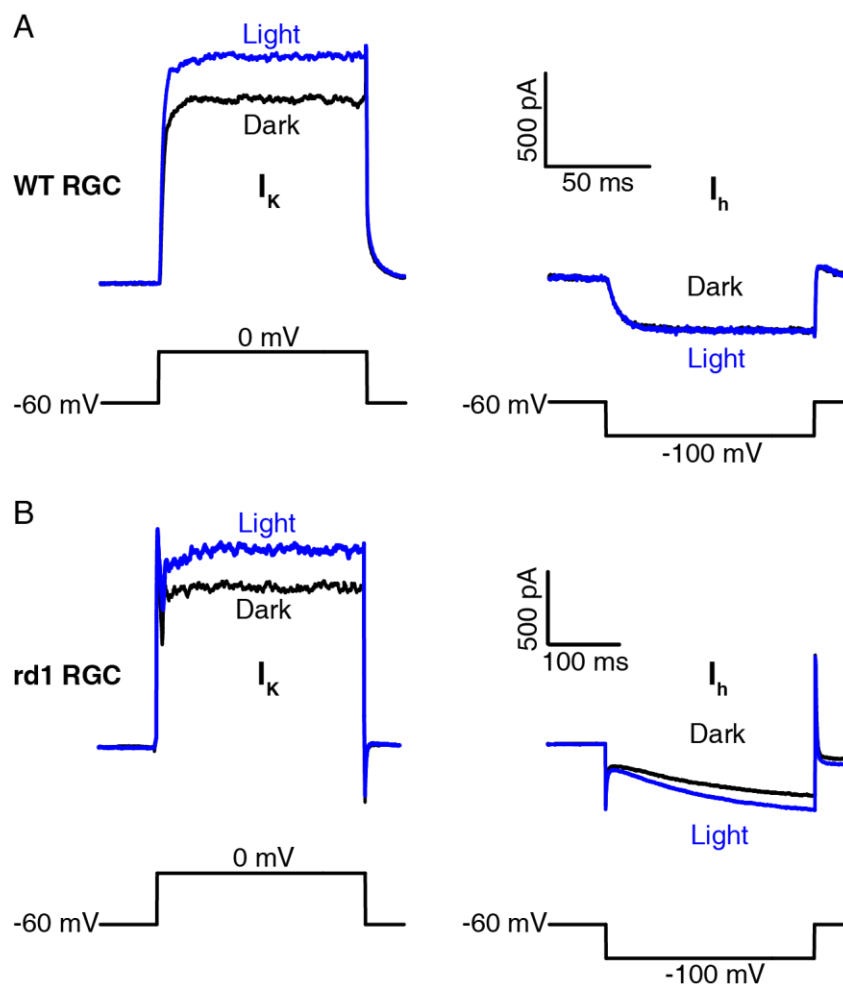 A
Light
Dark
WT RGC
I_K
0 mV
-60 mV
500 pA
50 ms
I_h
Dark
Light
-60 mV
-100 mV
B
Light
Dark
rd1 RGC
I_K
0 mV
-60 mV
500 pA
100 ms
I_h
Dark
Light
-60 mV
-100 mV